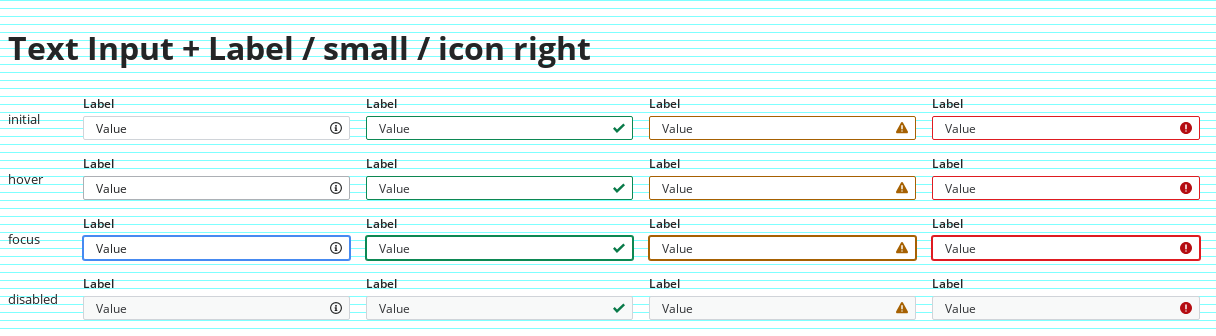 Text Input + Label / small / icon right
Label Label Label Label
initial Value Value Value Value
Label Label Label Label
hover Value Value Value Value
Label Label Label Label
focus Value Value Value Value
Label Label Label Label
disabled Value Value Value Value